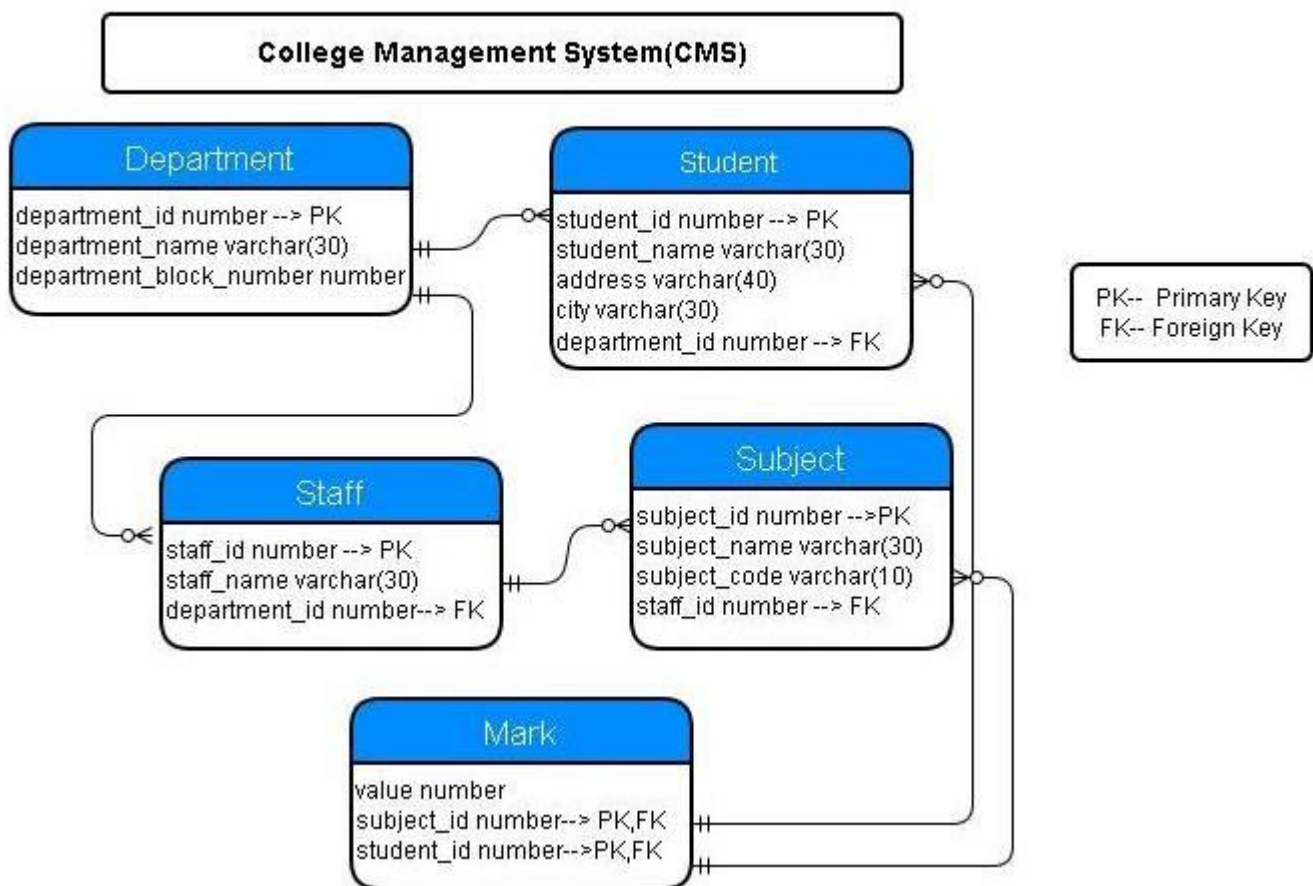 College Management System(CMS)
Department
department_id number --> PK
department_name varchar(30)
department_block_number number
Student
student_id number --> PK
student_name varchar(30)
address varchar(40)
city varchar(30)
department_id number --> FK
PK-- Primary Key
FK-- Foreign Key
Staff
staff_id number --> PK
staff_name varchar(30)
department_id number--> FK
Subject
subject_id number -->PK
subject_name varchar(30)
subject_code varchar(10)
staff_id number --> FK
Mark
value number
subject_id number--> PK,FK
student_id number-->PK,FK